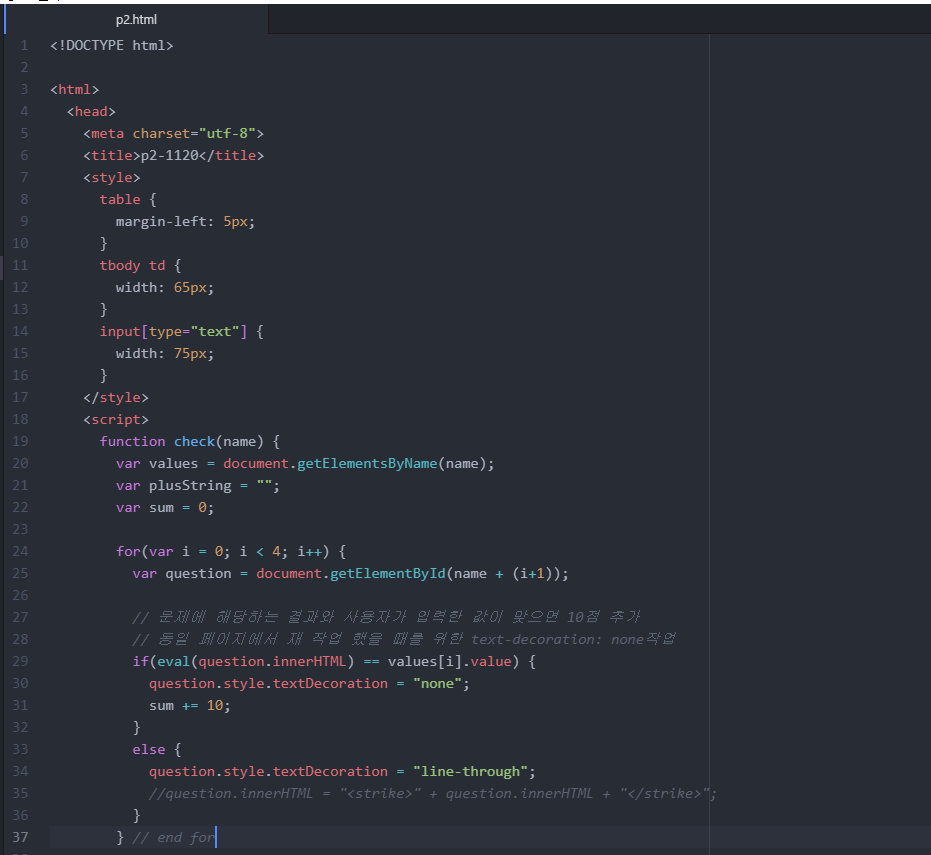 p2.html
1 <!DOCTYPE html>
2
3 <html>
4 <head>
5 <meta charset="utf-8">
6 <title>p2-1120</title>
7 <style>
8 table {
9 margin-left: 5px;
10 }
11 tbody td {
12 width: 65px;
13 }
14 input[type="text"] {
15 width: 75px;
16 }
17 </style>
18 <script>
19 function check(name) {
20 var values = document.getElementsByName(name);
21 var plusString = "";
22 var sum = 0;
23
24 for(var i = 0; i < 4; i++) {
25 var question = document.getElementById(name + (i+1));
26
27 // 문제에 해당하는 결과와 사용자가 입력한 값이 맞으면 10점 추가
28 // 동일 페이지에서 재 작업 했을 때를 위한 text-decoration: none작업
29 if(eval(question.innerHTML) == values[i].value) {
30 question.style.textDecoration = "none";
31 sum += 10;
32 }
33 else {
34 question.style.textDecoration = "line-through";
35 //question.innerHTML = "<strike>" + question.innerHTML + "</strike>";
36 }
37 } // end for